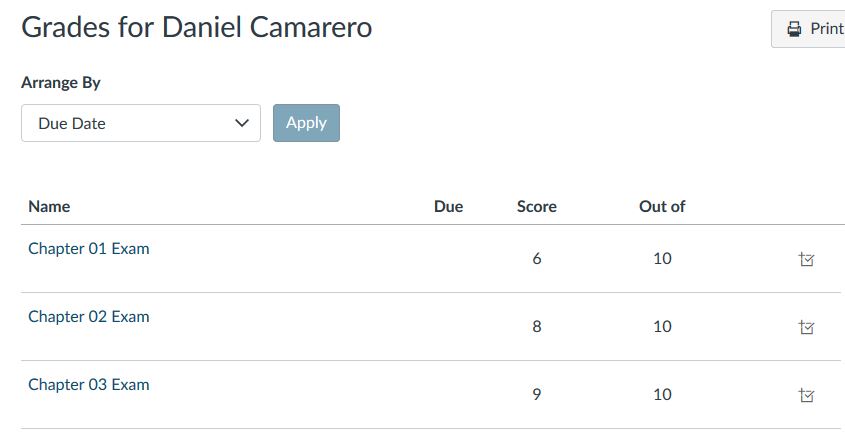 Grades for Daniel Camarero
Print
Arrange By
Due Date
Apply
Name Due Score Out of
Chapter 01 Exam
6 10
Chapter 02 Exam
8 10
Chapter 03 Exam
9 10